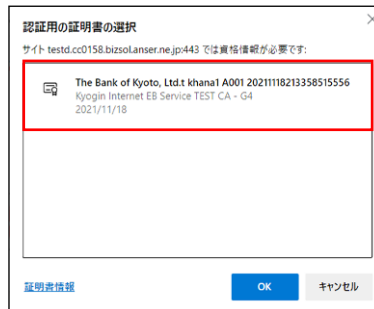 認証用の証明書の選択
サイト testd.cc0158.bizsol.anser.ne.jp:443 では資格情報が必要です:
The Bank of Kyoto, Ltd.t khana1 A001 20211118213358515556
Kyogin Internet EB Service TEST CA - G4
2021/11/18
証明書情報
OK
キャンセル